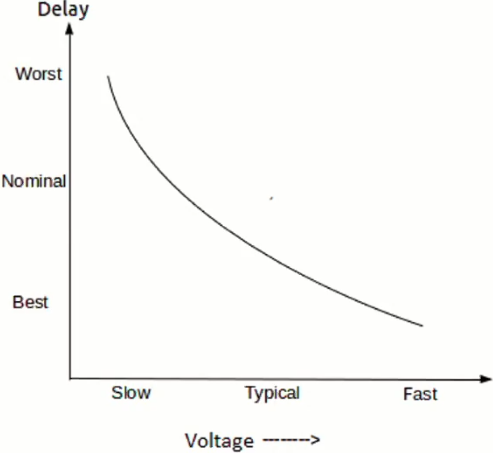 Delay
Worst
Nominal
Best
Slow Typical Fast
Voltage ------->